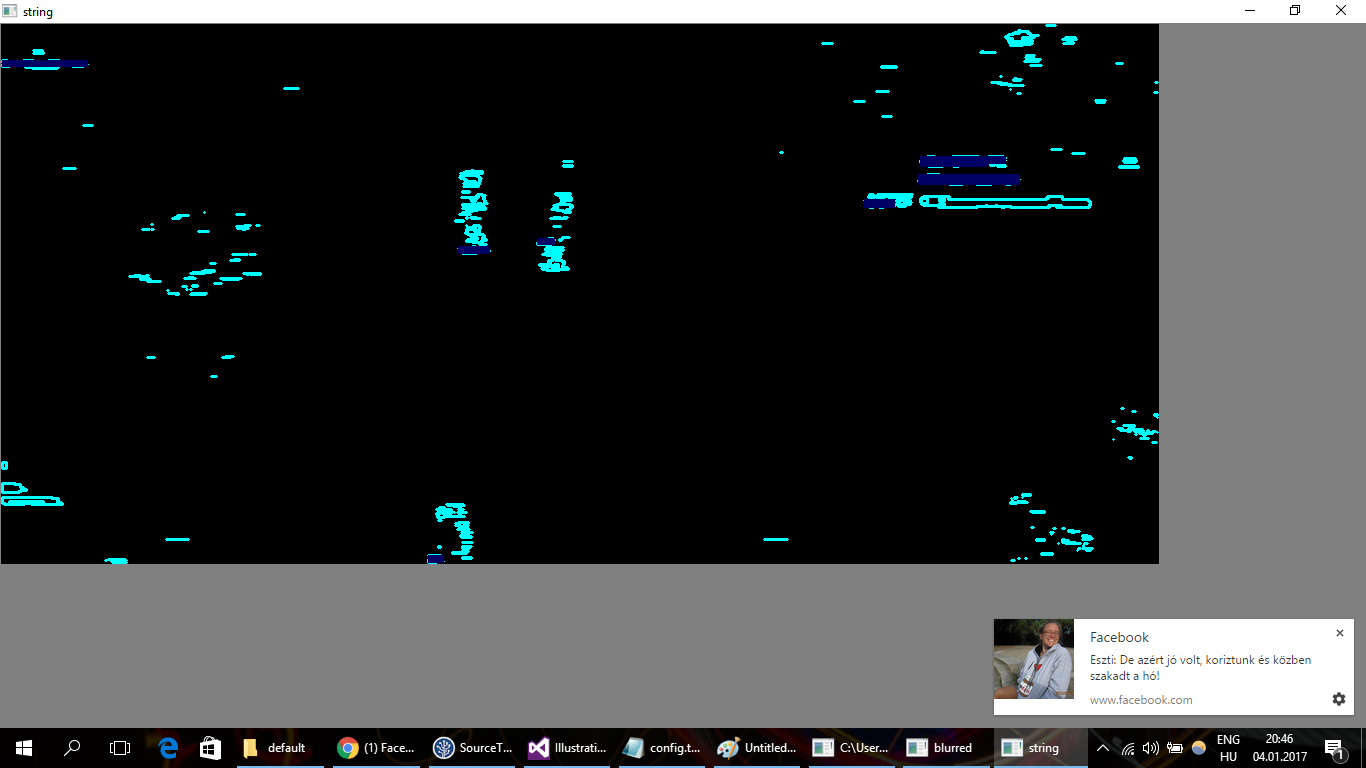 string
Facebook
Eszti: De azért jó volt, koriztunk és közben
szakadt a hó!
www.facebook.com
default
(1) Face...
SourceT...
Illustrati...
config.t...
Untitled...
C:\User...
blurred
string
ENG
HU
20:46
04.01.2017
1